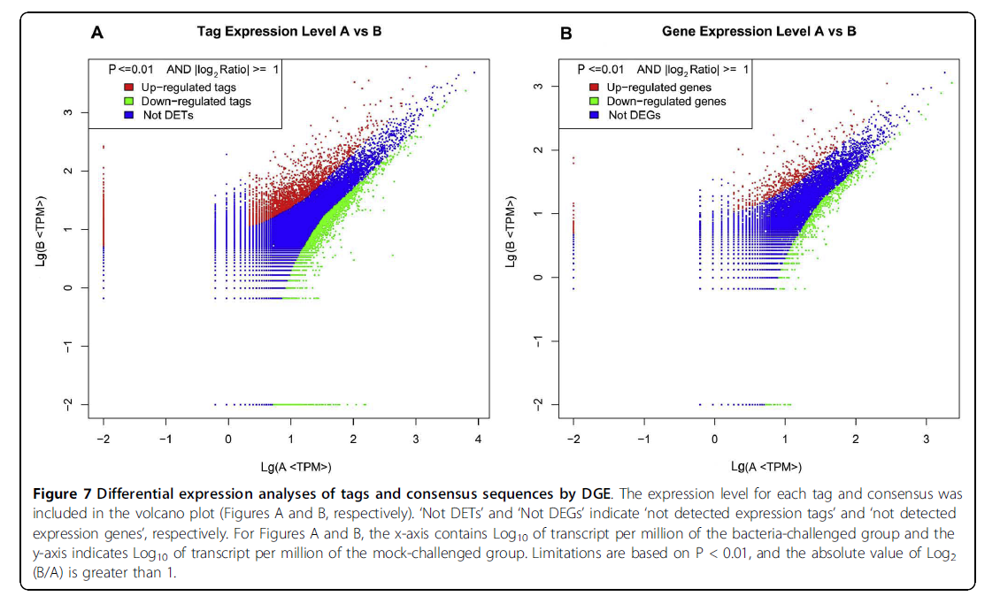 A
Tag Expression Level A vs B
P <=0.01 AND |log2 Ratio| >= 1
Up-regulated tags
Down-regulated tags
Not DETs
Lg(B <TPM>)
3
2
1
0
−1
−2
−2 −1 0 1 2 3 4
Lg(A <TPM>)
B
Gene Expression Level A vs B
P <=0.01 AND |log2 Ratio| >= 1
Up-regulated genes
Down-regulated genes
Not DEGs
Lg(B <TPM>)
3
2
1
0
−1
−2
−2 −1 0 1 2 3
Lg(A <TPM>)
Figure 7 Differential expression analyses of tags and consensus sequences by DGE. The expression level for each tag and consensus was
included in the volcano plot (Figures A and B, respectively). ‘Not DETs’ and ‘Not DEGs’ indicate ‘not detected expression tags’ and ‘not detected
expression genes’, respectively. For Figures A and B, the x-axis contains Log10 of transcript per million of the bacteria-challenged group and the
y-axis indicates Log10 of transcript per million of the mock-challenged group. Limitations are based on P < 0.01, and the absolute value of Log2
(B/A) is greater than 1.